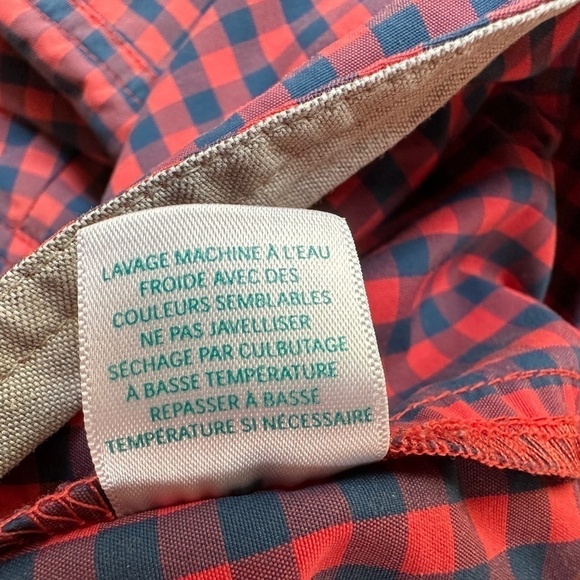 LAVAGE MACHINE À L'EAU
FROIDE AVEC DES
COULEURS SEMBLABLES
NE PAS JAVELLISER
SÉCHAGE PAR CULBUTAGE
À BASSE TEMPÉRATURE
REPASSER À BASSE
TEMPÉRATURE SI NÉCESSAIRE